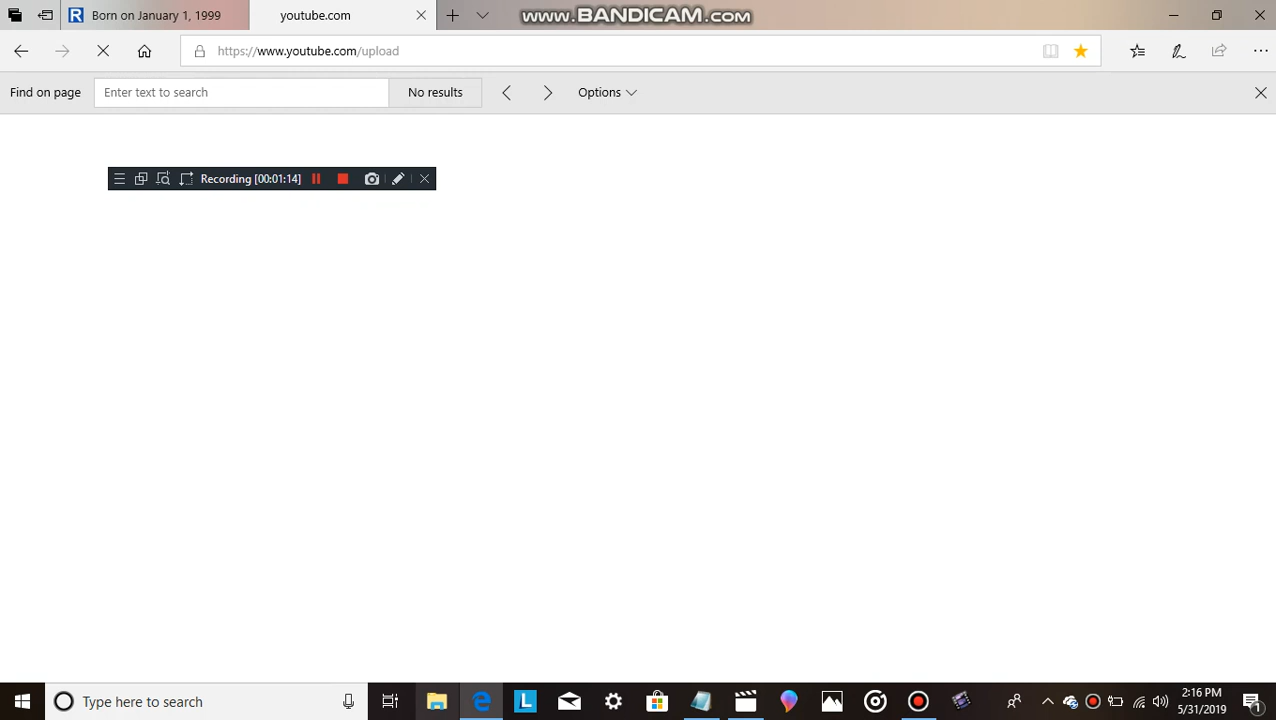 Born on January 1, 1999
youtube.com
WWW.BANDICAM.COM
https://www.youtube.com/upload
Find on page
Enter text to search
No results
Options
Recording [00:01:14]
Type here to search
2:16 PM
5/31/2019